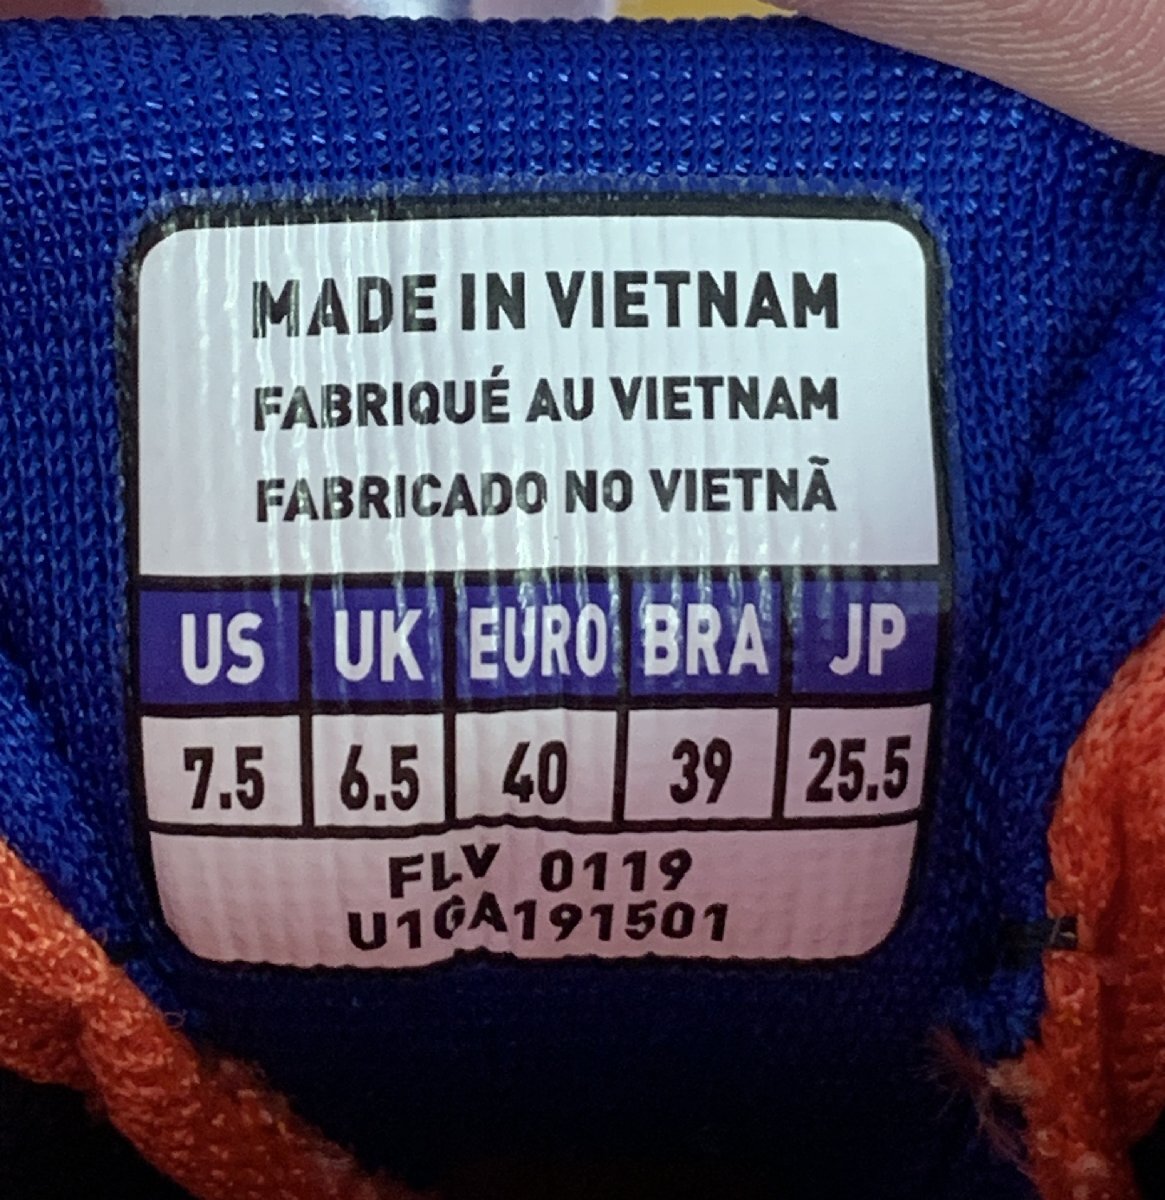 MADE IN VIETNAM
FABRIQUÉ AU VIETNAM
FABRICADO NO VIETNÃ
US UK EURO BRA JP
7.5 6.5 40 39 25.5
FLV 0119
U1GA191501